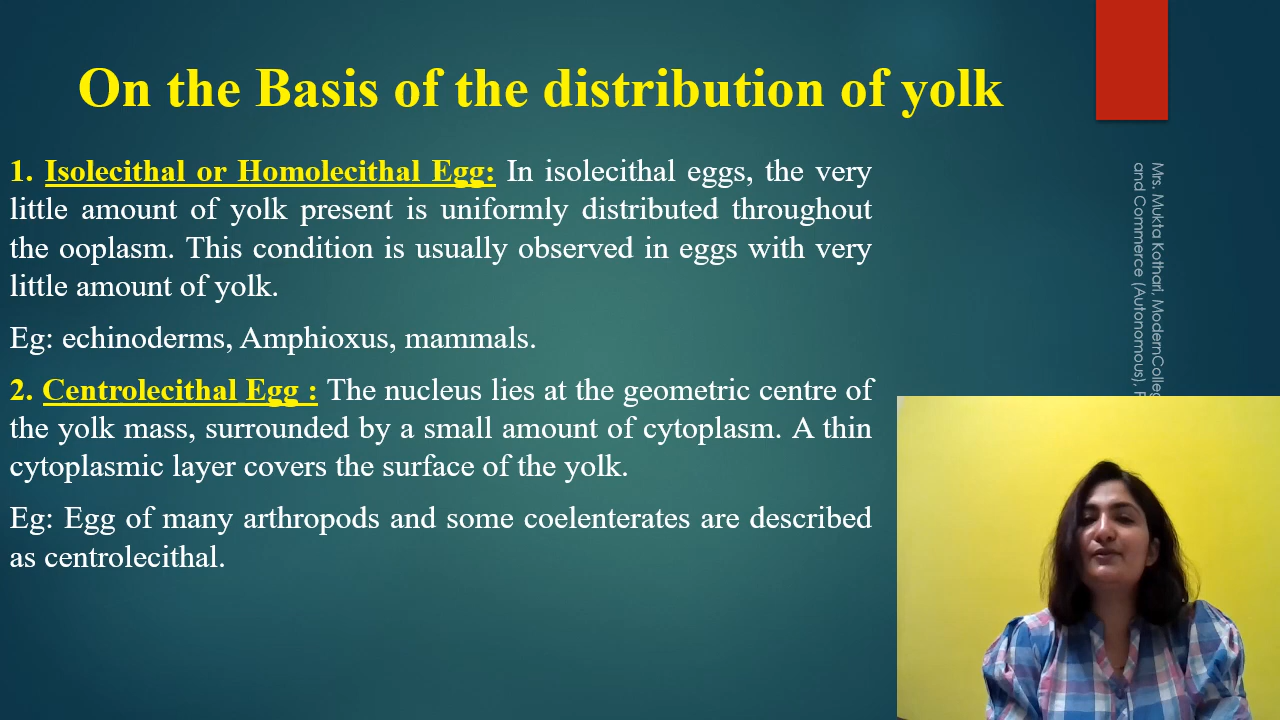 On the Basis of the distribution of yolk
1. Isolecithal or Homolecithal Egg: In isolecithal eggs, the very
little amount of yolk present is uniformly distributed throughout
the ooplasm. This condition is usually observed in eggs with very
little amount of yolk.
Eg: echinoderms, Amphioxus, mammals.
2. Centrolecithal Egg : The nucleus lies at the geometric centre of
the yolk mass, surrounded by a small amount of cytoplasm. A thin
cytoplasmic layer covers the surface of the yolk.
Eg: Egg of many arthropods and some coelenterates are described
as centrolecithal.
Mrs. Mukta Kothari, ModernColleg
and Commerce (Autonomous),